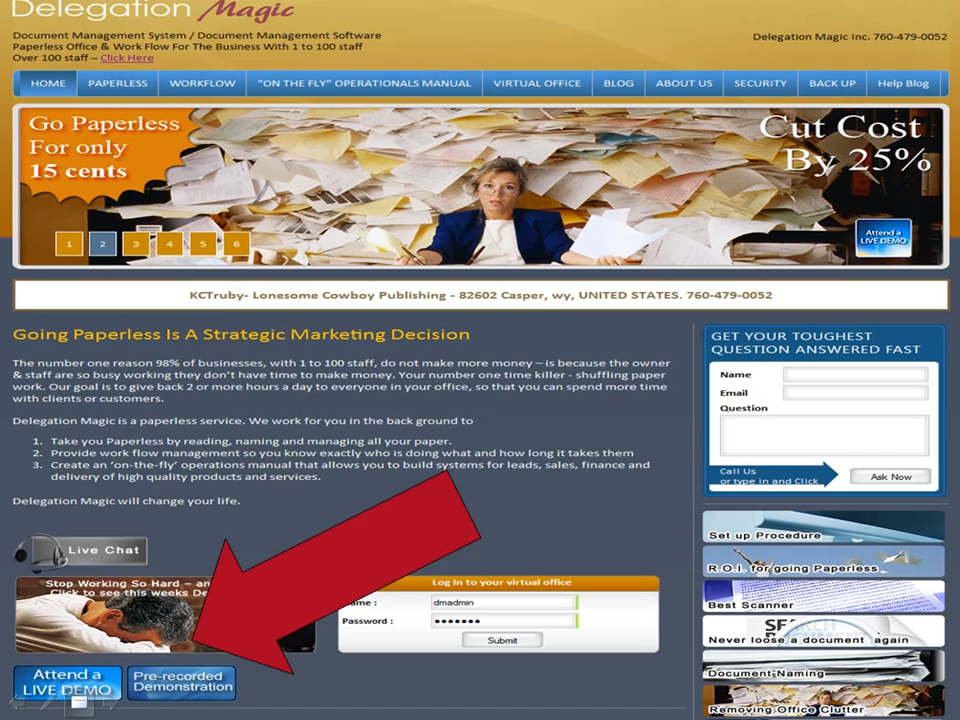 Delegation Magic
Document Management System / Document Management Software
Paperless Office & Work Flow For The Business With 1 to 100 staff
Over 100 staff – Click Here
Delegation Magic Inc. 760-479-0052
HOME PAPERLESS WORKFLOW “ON THE FLY” OPERATIONALS MANUAL VIRTUAL OFFICE BLOG ABOUT US SECURITY BACK UP Help Blog
Go Paperless
For only
15 cents
Cut Cost
By 25%
1 2 3 4 5 6
Attend a
LIVE DEMO
KCTruby- Lonesome Cowboy Publishing - 82602 Casper, wy, UNITED STATES. 760-479-0052
Going Paperless Is A Strategic Marketing Decision
The number one reason 98% of businesses, with 1 to 100 staff, do not make more money – is because the owner
& staff are so busy working they don’t have time to make money. Your number one time killer - shuffling paper
work. Our goal is to give back 2 or more hours a day to everyone in your office, so that you can spend more time
with clients or customers.
Delegation Magic is a paperless service. We work for you in the back ground to
1. Take you Paperless by reading, naming and managing all your paper.
2. Provide work flow management so you know exactly who is doing what and how long it takes them
3. Create an ‘on-the-fly’ operations manual that allows you to build systems for leads, sales, finance and
delivery of high quality products and services.
Delegation Magic will change your life.
GET YOUR TOUGHEST
QUESTION ANSWERED FAST
Name
Email
Question
Call Us
or type in and Click
Ask Now
Live Chat
Stop Working So Hard – an
Click to see this weeks De
Log In to your virtual office
ame : dmadmin
Password :
Submit
Attend a
LIVE DEMO
Pre-recorded
Demonstration
Set up Procedure
R.O.I. for going Paperless
Best Scanner
Never loose a document again
Document Naming
Removing Office Clutter